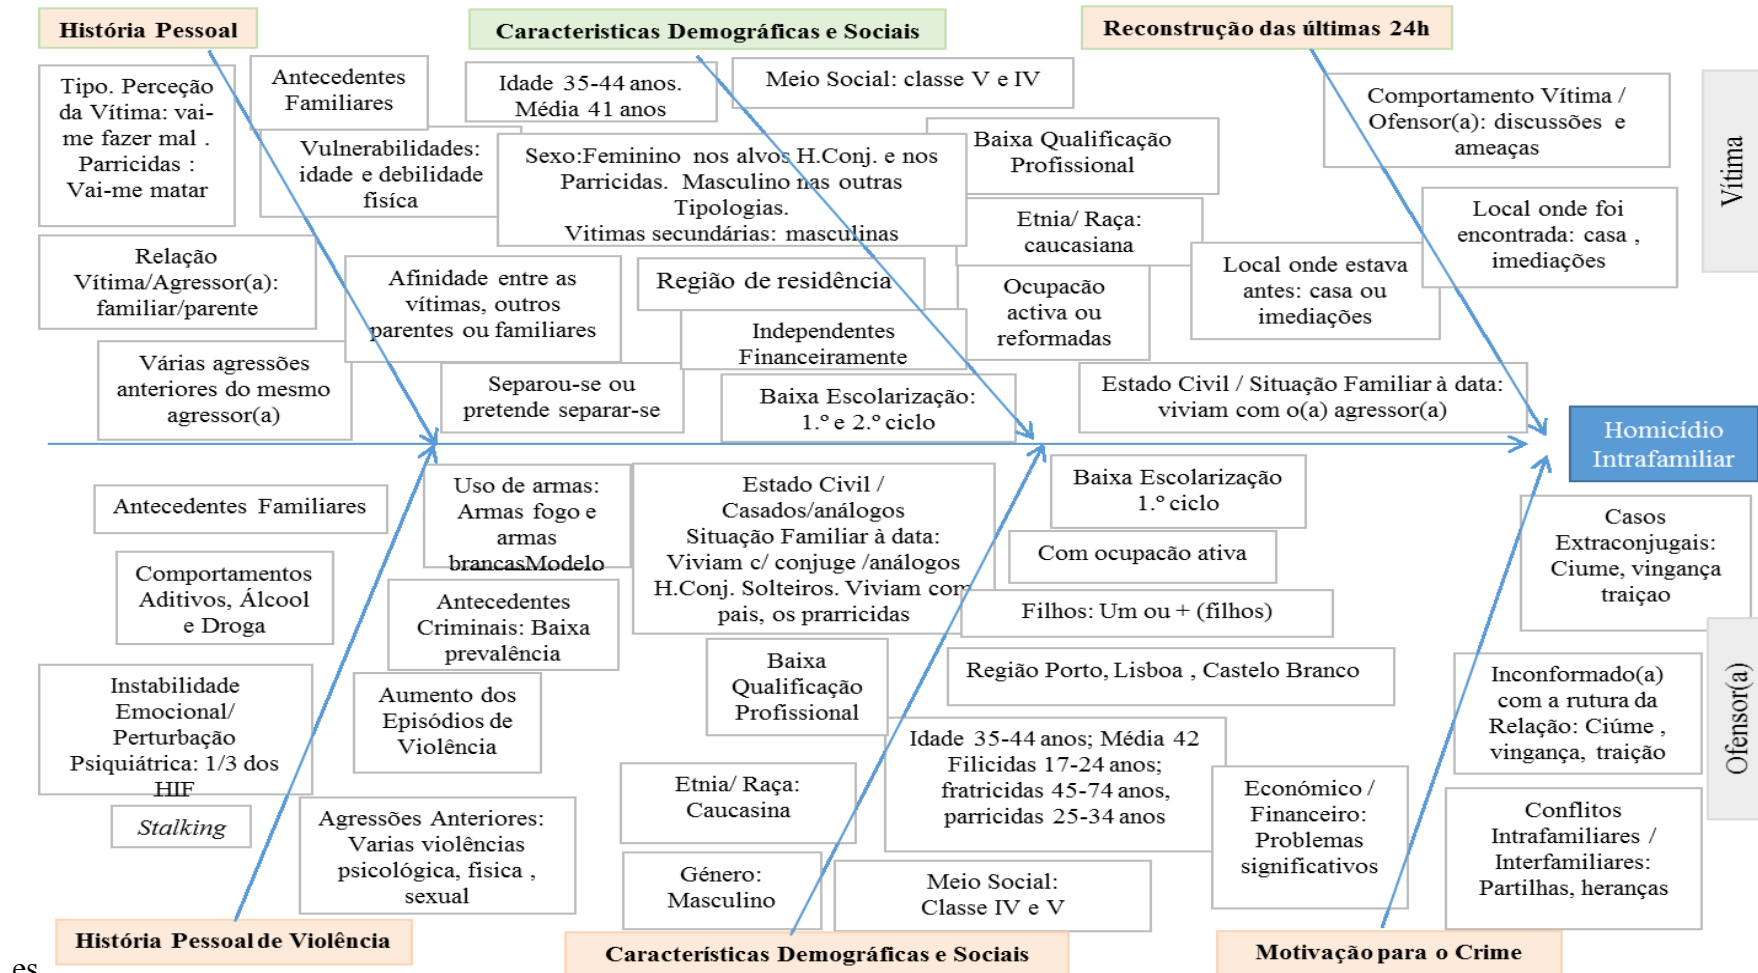 História Pessoal
Caracteristicas Demográficas e Sociais
Reconstrução das últimas 24h
Tipo. Perceção
da Vítima: vai-
me fazer mal .
Parricidas :
Vai-me matar
Antecedentes
Familiares
Vulnerabilidades:
idade e debilidade
fisíca
Relação
Vítima/Agressor(a):
familiar/parente
Várias agressões
anteriores do mesmo
agressor(a)
Afinidade entre as
vítimas, outros
parentes ou familiares
Separou-se ou
pretende separar-se
Idade 35-44 anos.
Média 41 anos
Meio Social: classe V e IV
Sexo:Feminino nos alvos H.Conj. e nos
Parricidas. Masculino nas outras
Tipologias.
Vitimas secundárias: masculinas
Baixa Qualificação
Profissional
Etnia/ Raça:
caucasiana
Região de residência
Ocupacão
activa ou
reformadas
Independentes
Financeiramente
Baixa Escolarização:
1.º e 2.º ciclo
Comportamento Vítima /
Ofensor(a): discussões e
ameaças
Local onde foi
encontrada: casa ,
imediações
Local onde estava
antes: casa ou
imediações
Estado Civil / Situação Familiar à data:
viviam com o(a) agressor(a)
Vítima
Homicídio
Intrafamiliar
Antecedentes Familiares
Uso de armas:
Armas fogo e
armas
brancasModelo
Comportamentos
Aditivos, Álcool
e Droga
Antecedentes
Criminais: Baixa
prevalência
Instabilidade
Emocional/
Perturbação
Psiquiátrica: 1/3 dos
HIF
Aumento dos
Episódios de
Violência
Stalking
Agressões Anteriores:
Varias violências
psicológica, fisica ,
sexual
Estado Civil /
Casados/análogos
Situação Familiar à data:
Viviam c/ conjuge /análogos
H.Conj. Solteiros. Viviam com
pais, os prarricidas
Baixa Escolarização
1.º ciclo
Com ocupacão ativa
Filhos: Um ou + (filhos)
Baixa
Qualificação
Profissional
Região Porto, Lisboa , Castelo Branco
Idade 35-44 anos; Média 42
Filicidas 17-24 anos;
fratricidas 45-74 anos,
parricidas 25-34 anos
Etnia/ Raça:
Caucasina
Género:
Masculino
Meio Social:
Classe IV e V
Casos
Extraconjugais:
Ciume, vingança
traiçao
Inconformado(a)
com a rutura da
Relação: Ciúme ,
vingança, traição
Económico /
Financeiro:
Problemas
significativos
Conflitos
Intrafamiliares /
Interfamiliares:
Partilhas, heranças
Ofensor(a)
História Pessoal de Violência
Características Demográficas e Sociais
Motivação para o Crime
es